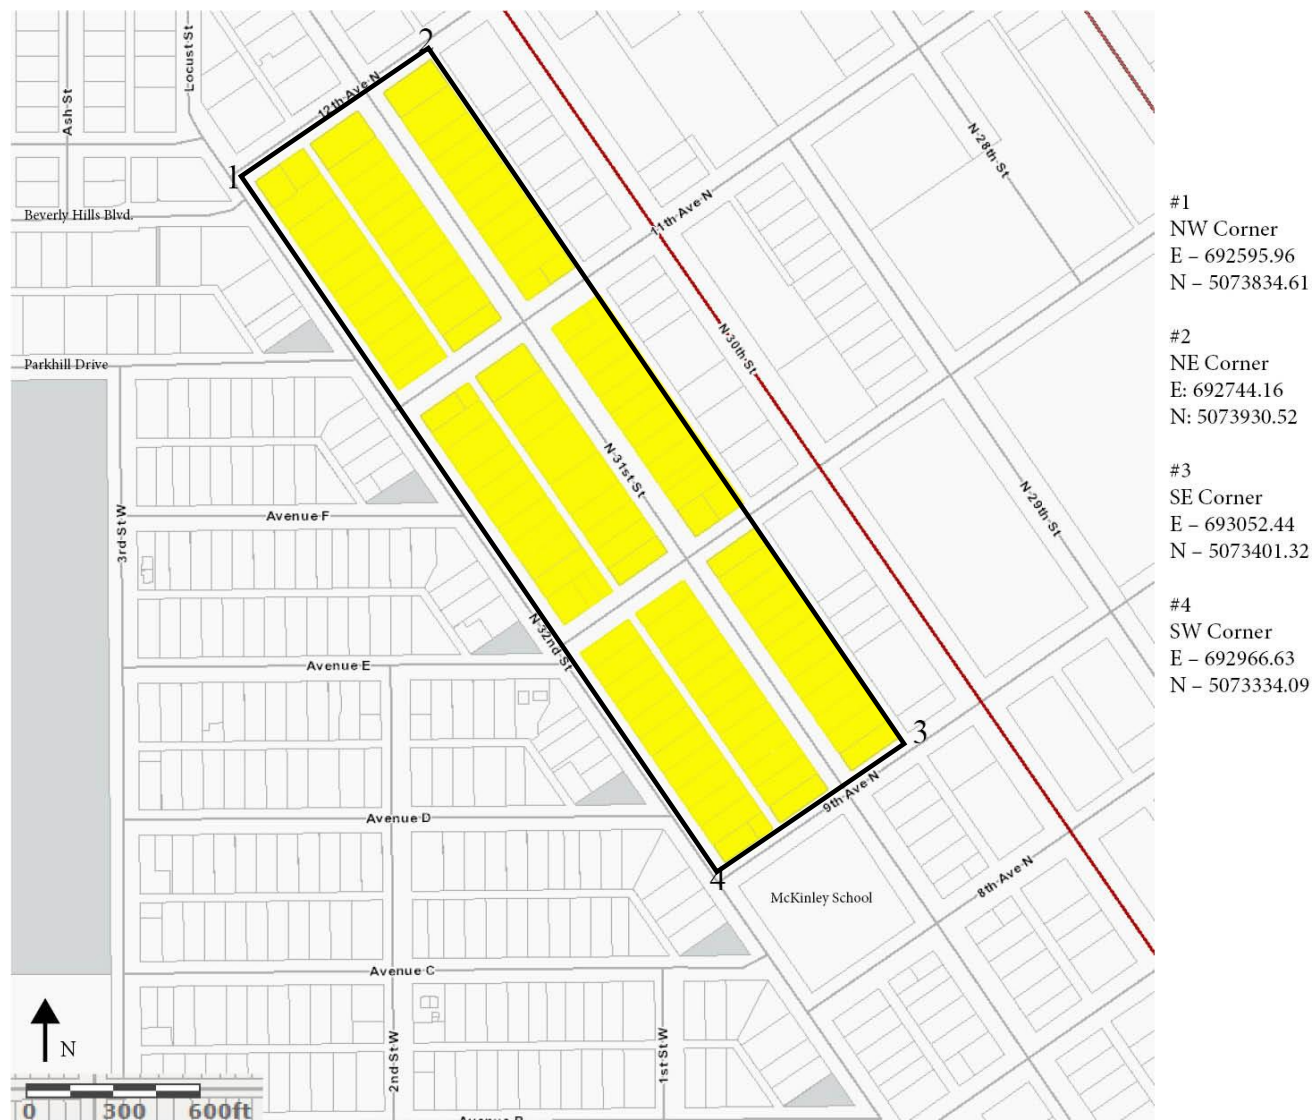 2
Locust St
Ash St
12th Ave N
N 28th St
1
#1
NW Corner
E – 692595.96
N – 5073834.61
11th Ave N
Beverly Hills Blvd.
#2
NE Corner
E: 692744.16
N: 5073930.52
N 30th St
Parkhill Drive
#3
SE Corner
E – 693052.44
N – 5073401.32
N 31st St
N 29th St
Avenue F
3rd St W
#4
SW Corner
E – 692966.63
N – 5073334.09
N 32nd St
Avenue E
3
9th Ave N
Avenue D
4
8th Ave N
McKinley School
Avenue C
N
2nd St W
1st St W
0 300 600ft